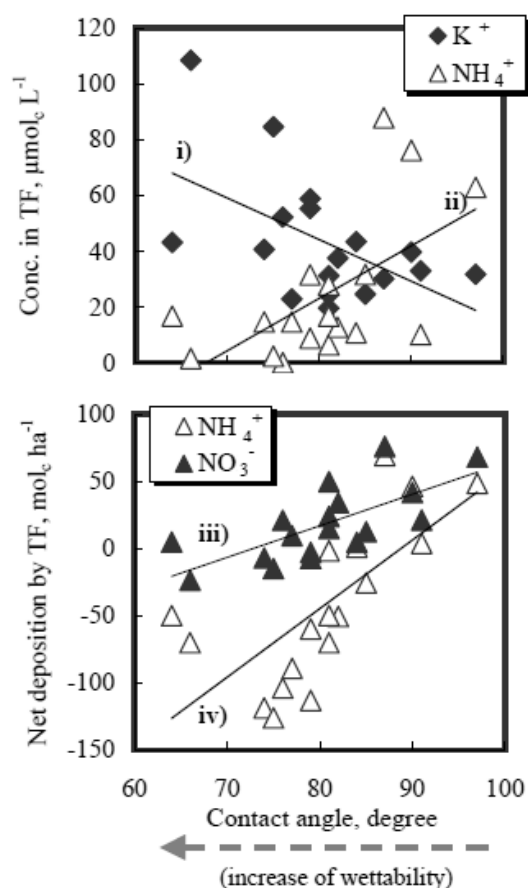 120
100
80
60
40
20
0
Conc. in TF, μmol_c L⁻¹
◆ K⁺
△ NH₄⁺
i)
ii)
100
50
0
-50
-100
-150
Net deposition by TF, mol_c ha⁻¹
△ NH₄⁺
▲ NO₃⁻
iii)
iv)
60 70 80 90 100
Contact angle, degree
(increase of wettability)